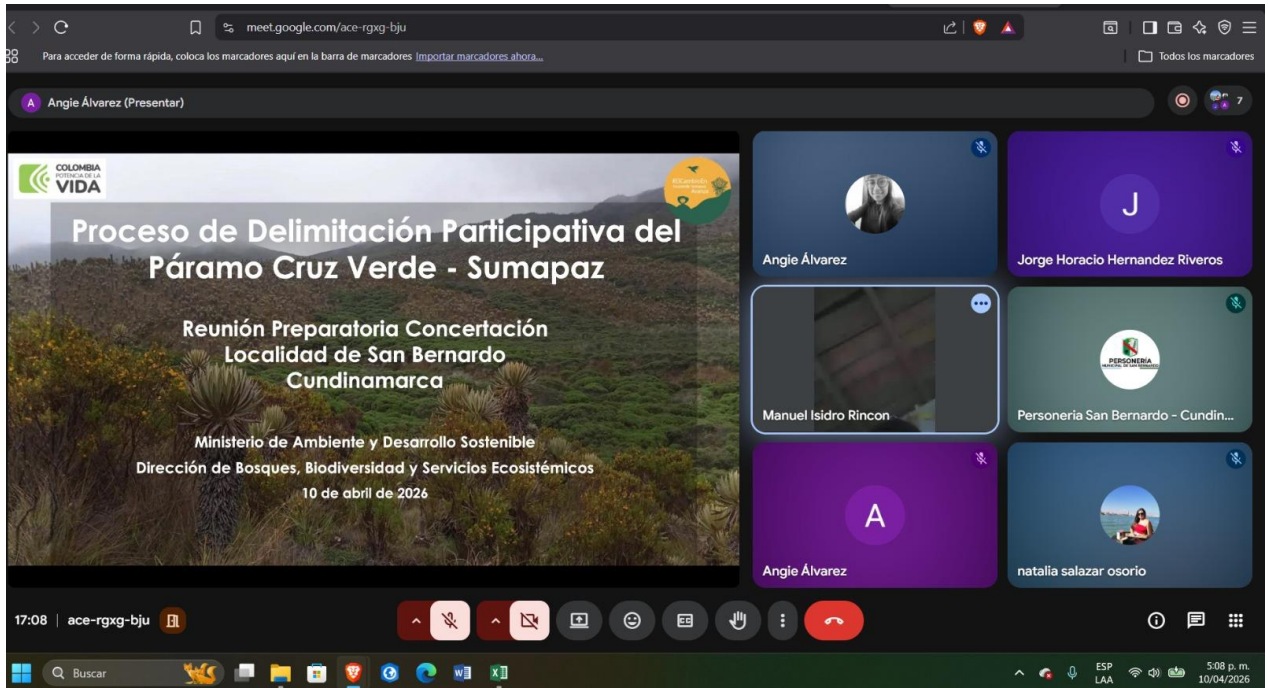 meet.google.com/ace-rgxg-bju
Para acceder de forma rápida, coloca los marcadores aquí en la barra de marcadores Importar marcadores ahora...
Todos los marcadores
A Angie Álvarez (Presentar)
7
COLOMBIA
POTENCIA DE LA
VIDA
Proceso de Delimitación Participativa del
Páramo Cruz Verde - Sumapaz
Reunión Preparatoria Concertación
Localidad de San Bernardo
Cundinamarca
Ministerio de Ambiente y Desarrollo Sostenible
Dirección de Bosques, Biodiversidad y Servicios Ecosistémicos
10 de abril de 2026
Angie Álvarez
J
Jorge Horacio Hernandez Riveros
Manuel Isidro Rincon
PERSONERÍA
Personeria San Bernardo - Cundin...
A
Angie Álvarez
natalia salazar osorio
17:08 | ace-rgxg-bju
Buscar
ESP
LAA
5:08 p. m.
10/04/2026